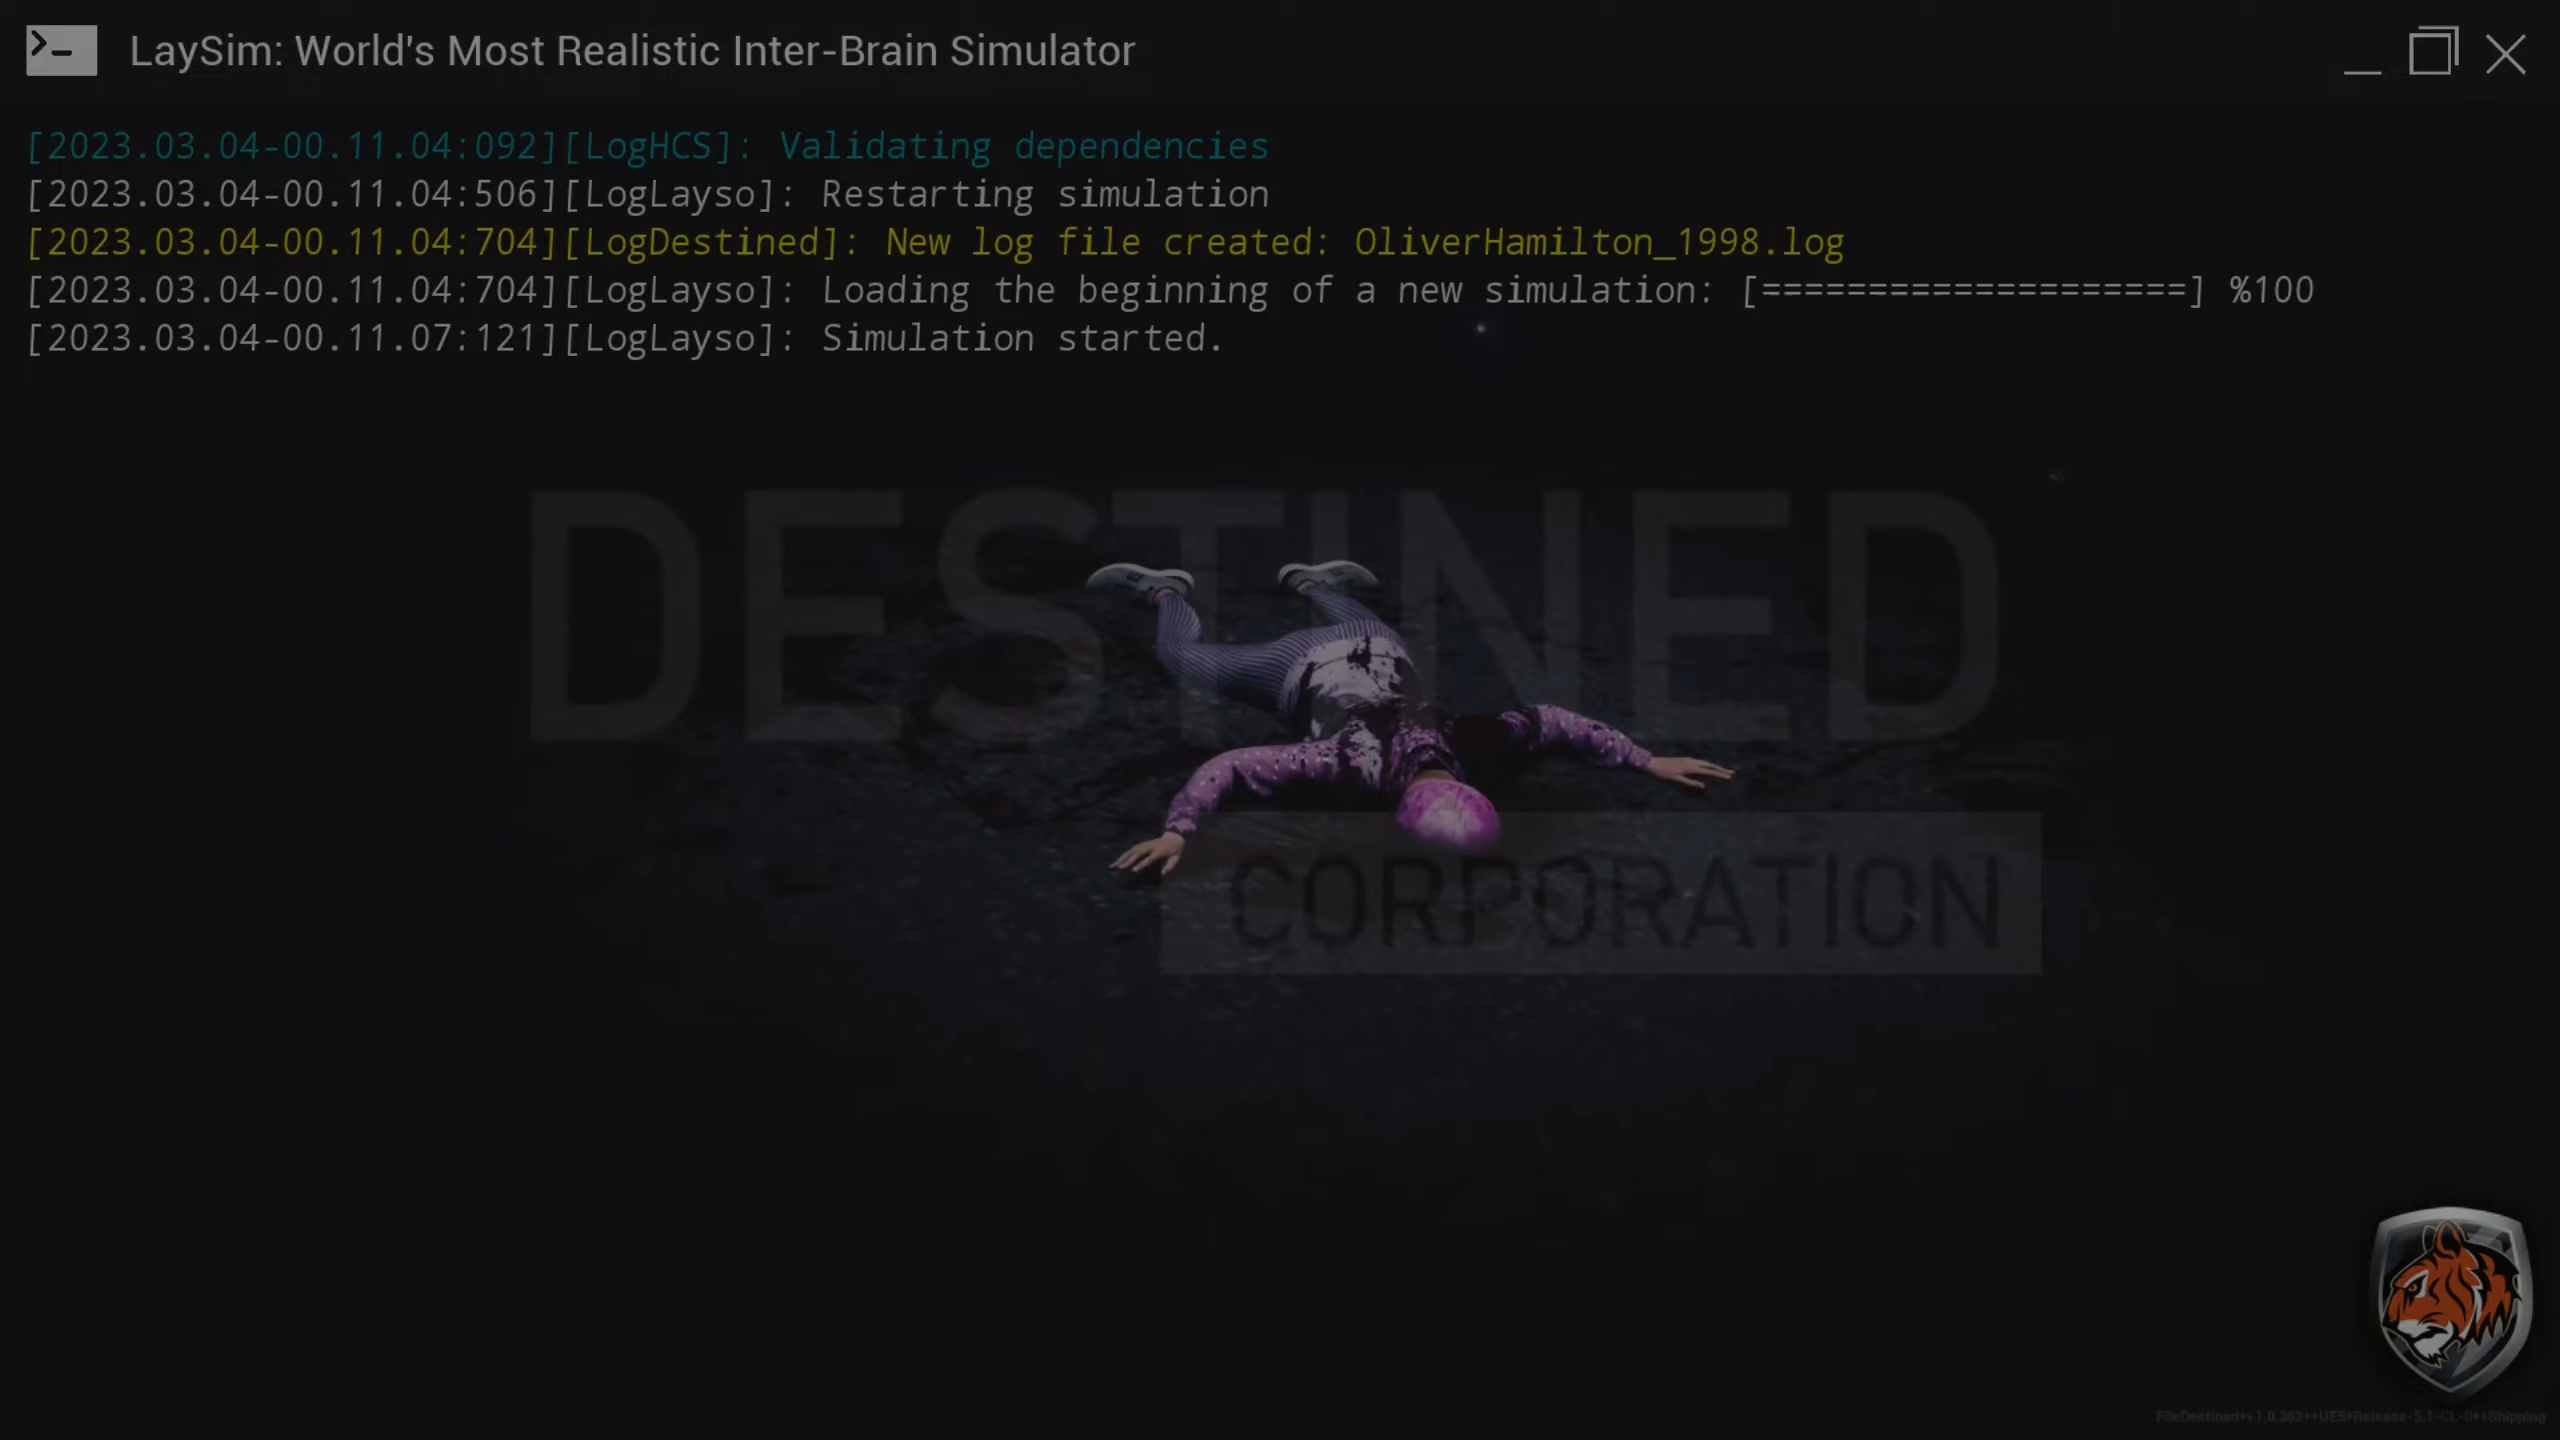 LaySim: World's Most Realistic Inter-Brain Simulator
[2023.03.04-00.11.04:092][LogHCS]: Validating dependencies
[2023.03.04-00.11.04:506][LogLayso]: Restarting simulation
[2023.03.04-00.11.04:704][LogDestined]: New log file created: OliverHamilton_1998.log
[2023.03.04-00.11.04:704][LogLayso]: Loading the beginning of a new simulation: [====================] %100
[2023.03.04-00.11.07:121][LogLayso]: Simulation started.
DESTINED
CORPORATION